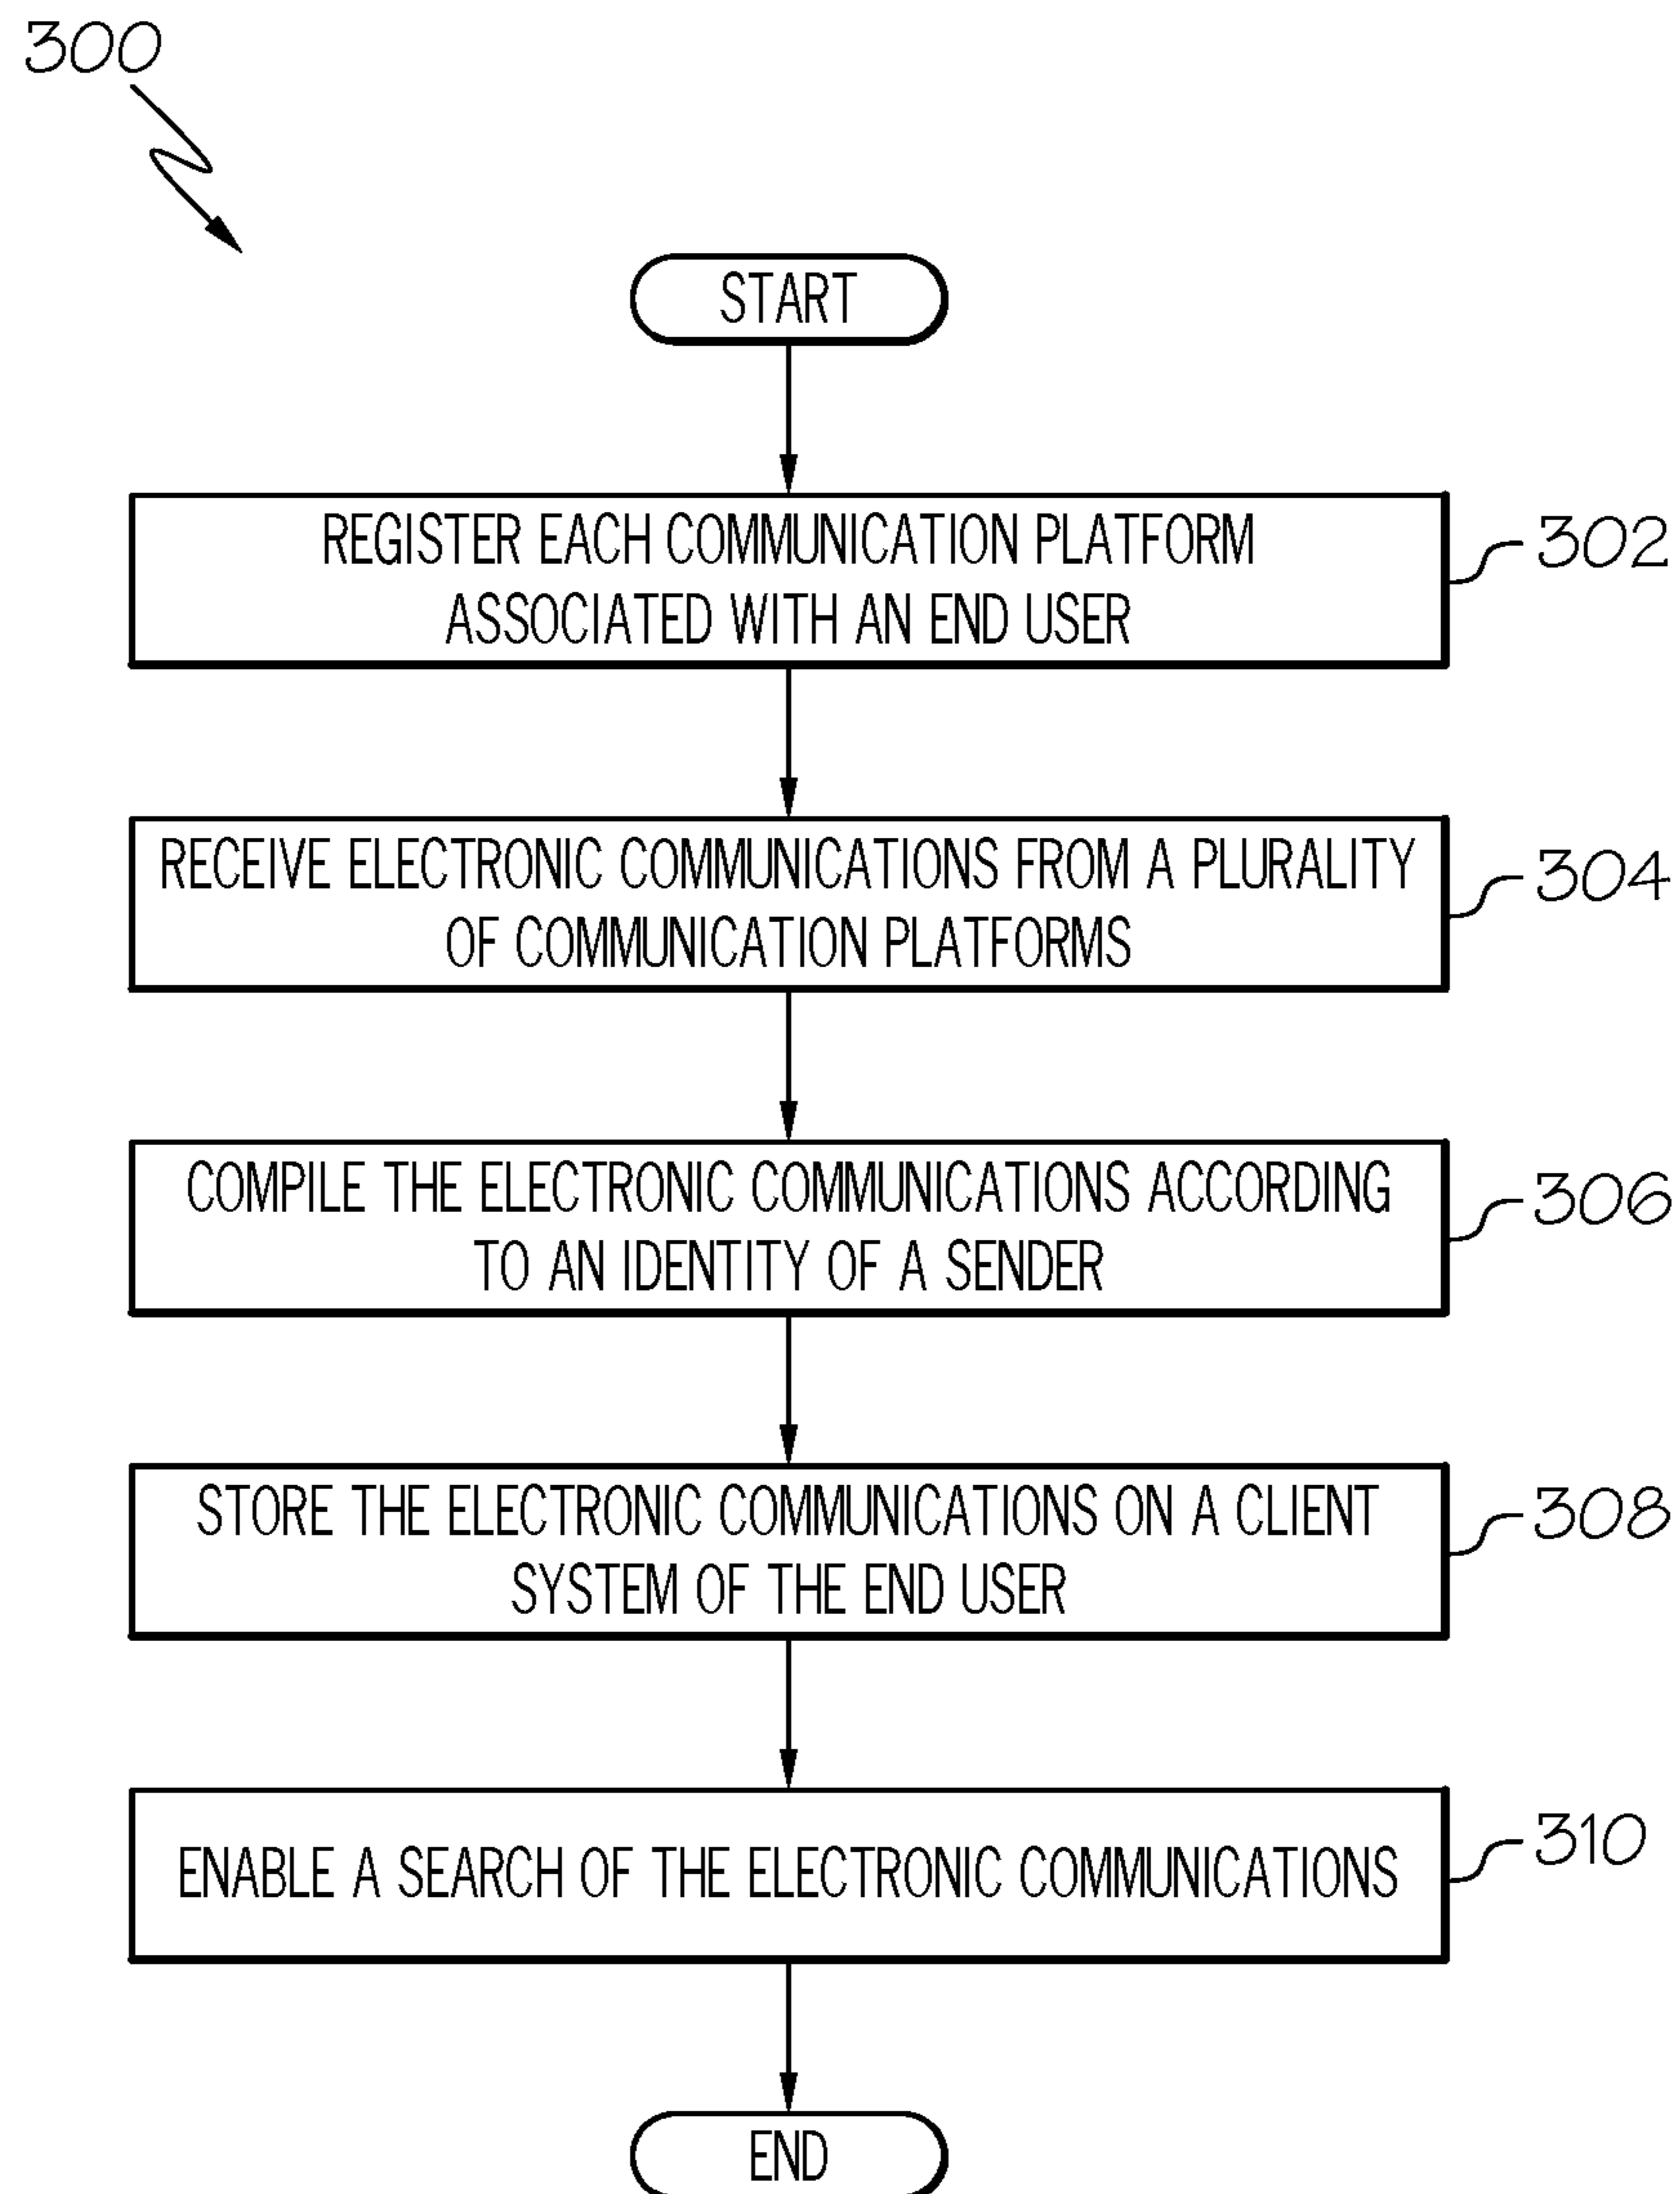 300
START
REGISTER EACH COMMUNICATION PLATFORM
ASSOCIATED WITH AN END USER
302
RECEIVE ELECTRONIC COMMUNICATIONS FROM A PLURALITY
OF COMMUNICATION PLATFORMS
304
COMPILE THE ELECTRONIC COMMUNICATIONS ACCORDING
TO AN IDENTITY OF A SENDER
306
STORE THE ELECTRONIC COMMUNICATIONS ON A CLIENT
SYSTEM OF THE END USER
308
ENABLE A SEARCH OF THE ELECTRONIC COMMUNICATIONS
310
END